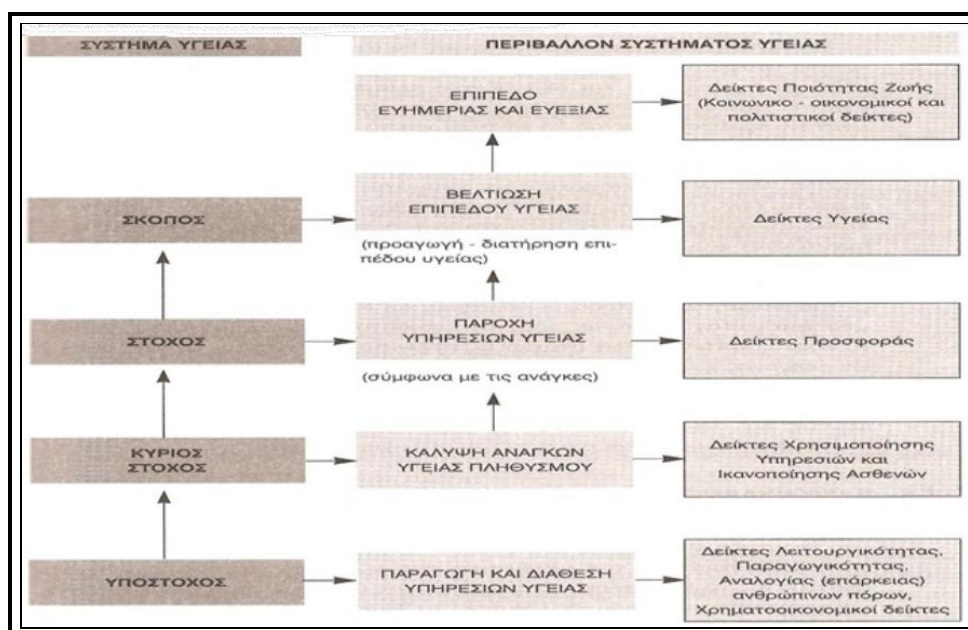 ΣΥΣΤΗΜΑ ΥΓΕΙΑΣ
ΠΕΡΙΒΑΛΛΟΝ ΣΥΣΤΗΜΑΤΟΣ ΥΓΕΙΑΣ
ΕΠΙΠΕΔΟ
ΕΥΗΜΕΡΙΑΣ ΚΑΙ ΕΥΕΞΙΑΣ
Δείκτες Ποιότητας Ζωής
(Κοινωνικο - οικονομικοί και
πολιτιστικοί δείκτες)
ΣΚΟΠΟΣ
ΒΕΛΤΙΩΣΗ
ΕΠΙΠΕΔΟΥ ΥΓΕΙΑΣ
(προαγωγή - διατήρηση επι-
πέδου υγείας)
Δείκτες Υγείας
ΣΤΟΧΟΣ
ΠΑΡΟΧΗ
ΥΠΗΡΕΣΙΩΝ ΥΓΕΙΑΣ
(σύμφωνα με τις ανάγκες)
Δείκτες Προσφοράς
ΚΥΡΙΟΣ
ΣΤΟΧΟΣ
ΚΑΛΥΨΗ ΑΝΑΓΚΩΝ
ΥΓΕΙΑΣ ΠΛΗΘΥΣΜΟΥ
Δείκτες Χρησιμοποίησης
Υπηρεσιών και
Ικανοποίησης Ασθενών
ΥΠΟΣΤΟΧΟΣ
ΠΑΡΑΓΩΓΗ ΚΑΙ ΔΙΑΘΕΣΗ
ΥΠΗΡΕΣΙΩΝ ΥΓΕΙΑΣ
Δείκτες Λειτουργικότητας,
Παραγωγικότητας,
Αναλογίας (επάρκειας)
ανθρώπινων πόρων,
Χρηματοοικονομικοί δείκτες